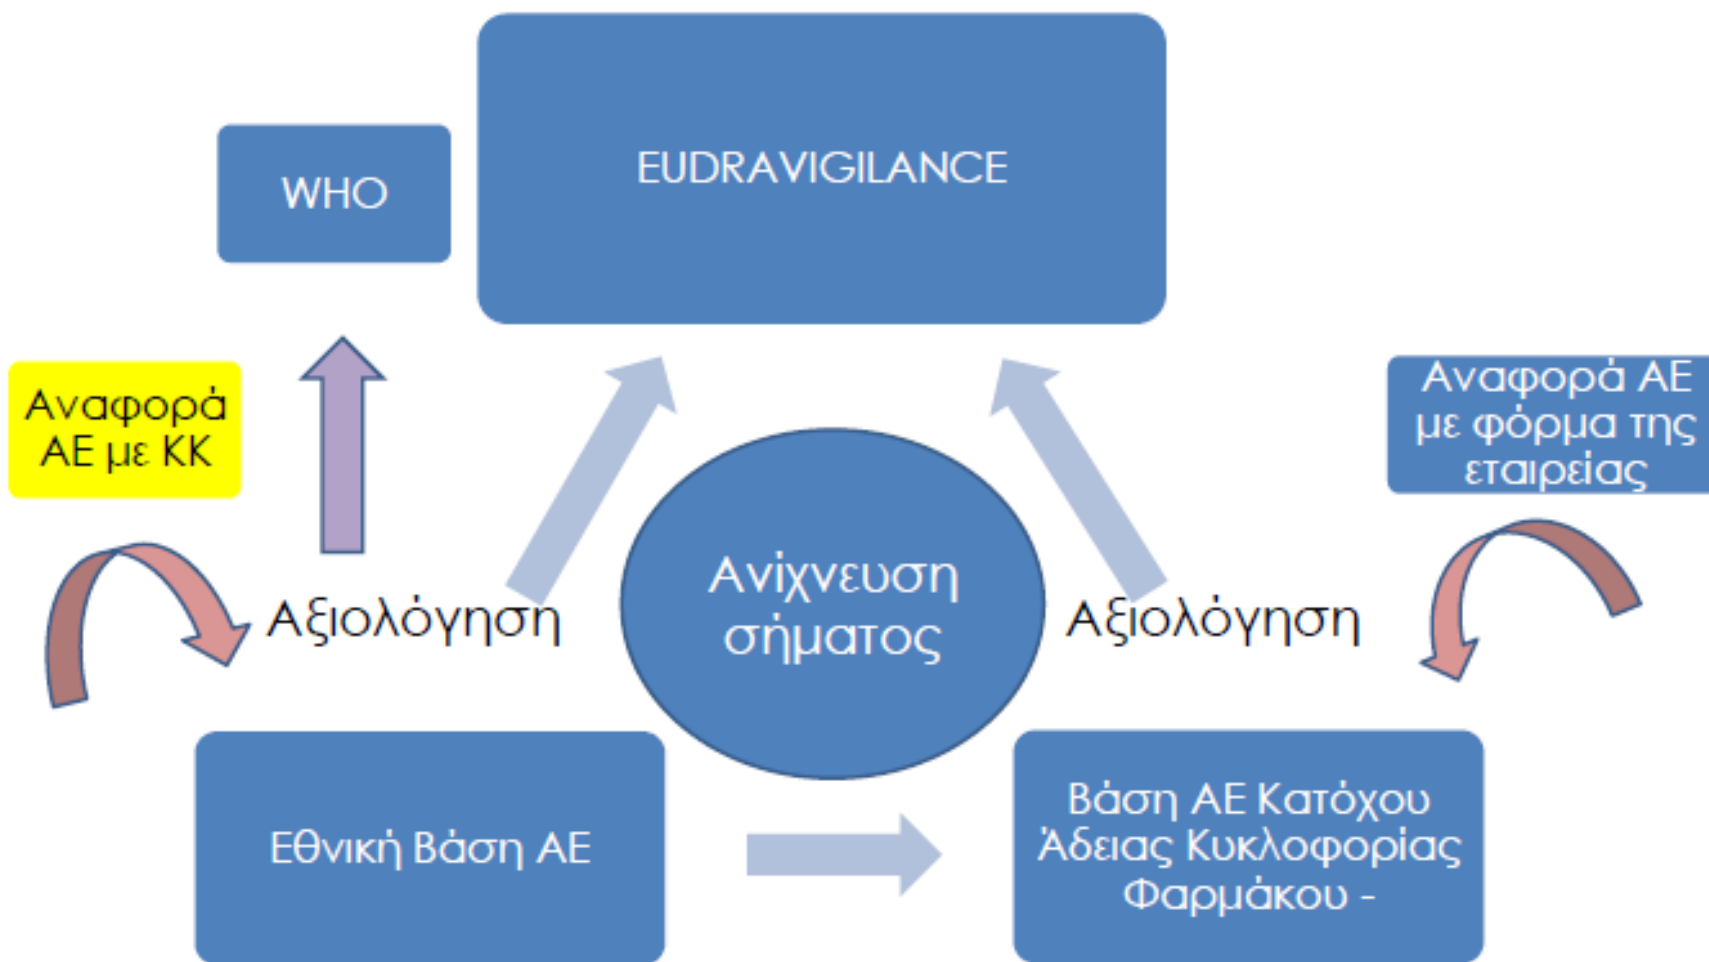 EUDRAVIGILANCE
WHO
Αναφορά
ΑΕ με ΚΚ
Αναφορά ΑΕ
με φόρμα της
εταιρείας
Αξιολόγηση
Ανίχνευση
σήματος
Αξιολόγηση
Εθνική Βάση ΑΕ
Βάση ΑΕ Κατόχου
Άδειας Κυκλοφορίας
Φαρμάκου -